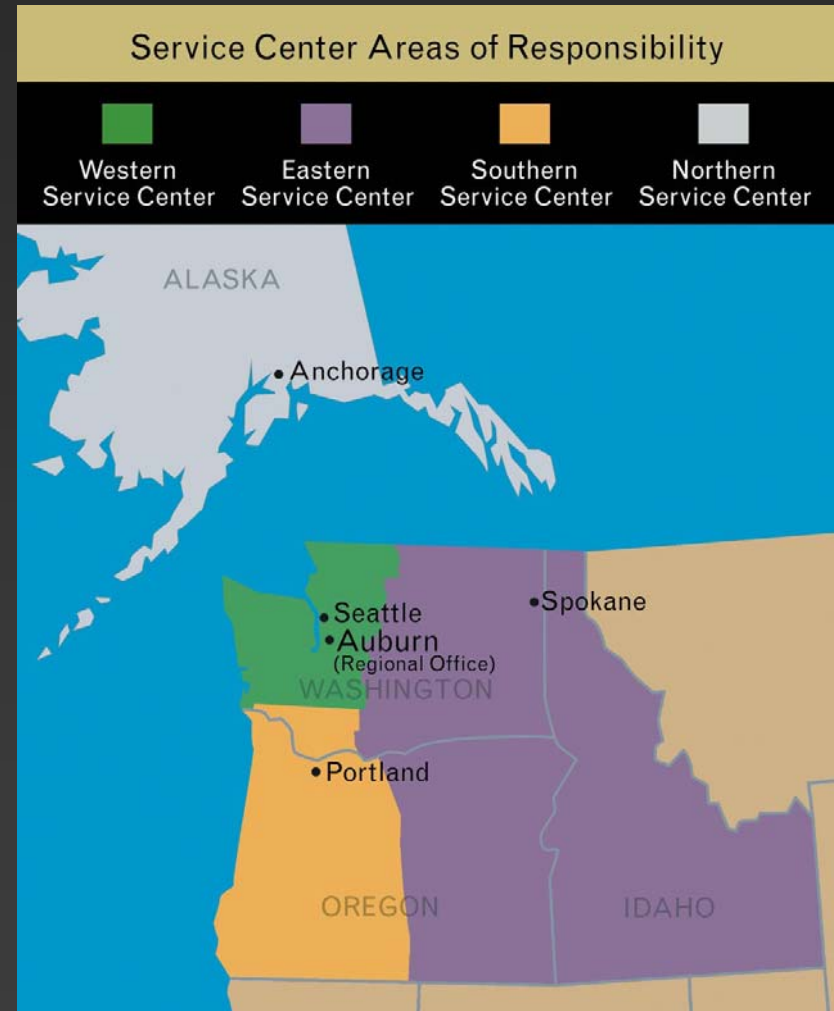 Service Center Areas of Responsibility
Western
Service Center
Eastern
Service Center
Southern
Service Center
Northern
Service Center
ALASKA
Anchorage
Seattle
Spokane
Auburn
(Regional Office)
WASHINGTON
Portland
OREGON
IDAHO